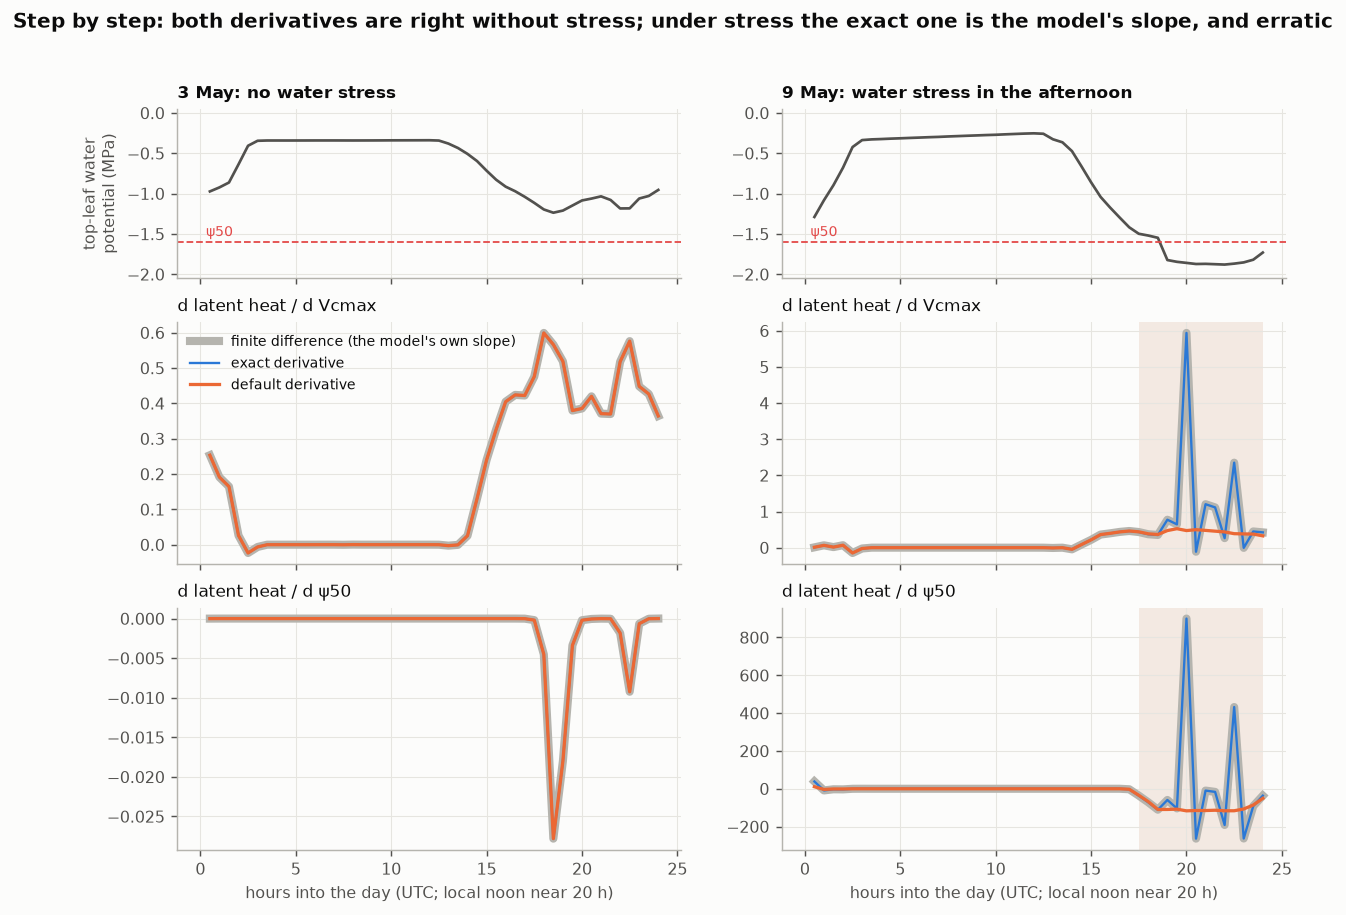 Step by step: both derivatives are right without stress; under stress the exact one is the model's slope, and erratic
3 May: no water stress
top-leaf water
potential (MPa)
0.0
−0.5
−1.0
−1.5
−2.0
ψ50
9 May: water stress in the afternoon
0.0
−0.5
−1.0
−1.5
−2.0
ψ50
d latent heat / d Vcmax
0.6
0.5
0.4
0.3
0.2
0.1
0.0
finite difference (the model's own slope)
exact derivative
default derivative
d latent heat / d Vcmax
6
5
4
3
2
1
0
d latent heat / d ψ50
0.000
−0.005
−0.010
−0.015
−0.020
−0.025
0 5 10 15 20 25
hours into the day (UTC; local noon near 20 h)
d latent heat / d ψ50
800
600
400
200
0
−200
0 5 10 15 20 25
hours into the day (UTC; local noon near 20 h)